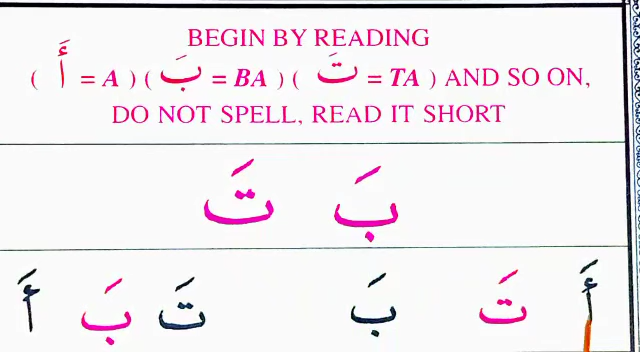 BEGIN BY READING
( أَ = A ) ( بَ = BA ) ( تَ = TA ) AND SO ON,
DO NOT SPELL, READ IT SHORT
بَ تَ
أَ تَ بَ تَ بَ أَ